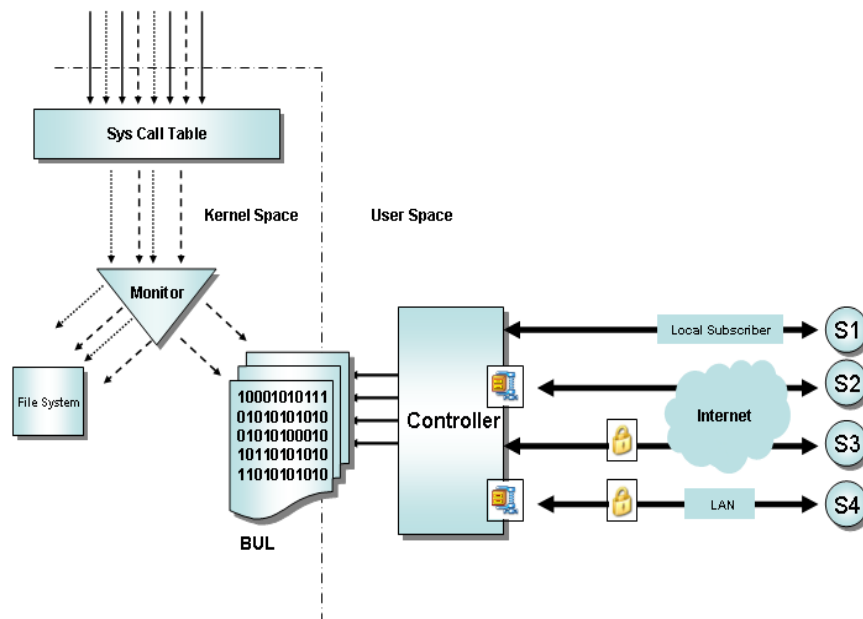 Sys Call Table
Kernel Space
User Space
Monitor
File System
10001010111
01010101010
01010100010
10110101010
11010101010
BUL
Controller
Local Subscriber
S1
S2
Internet
S3
LAN
S4